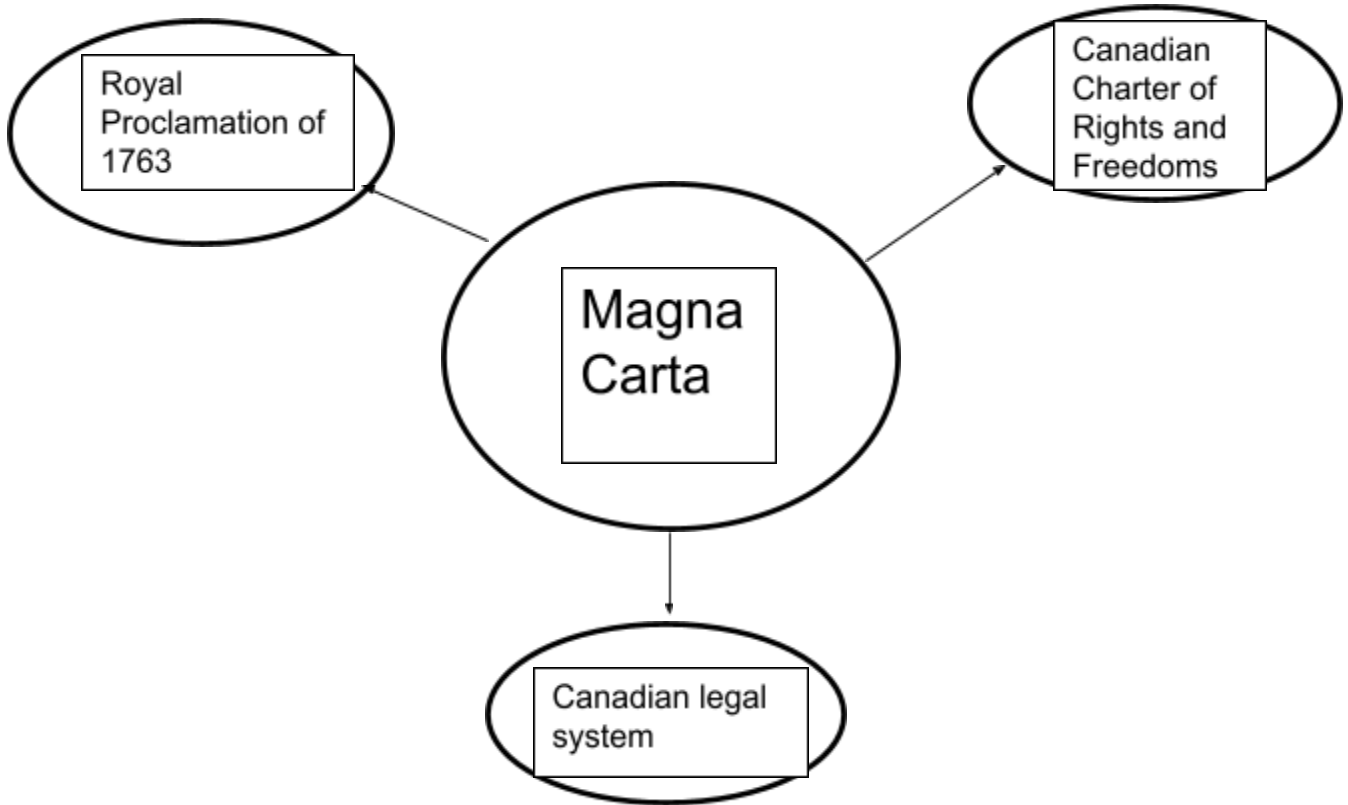 Royal
Proclamation of
1763
Canadian
Charter of
Rights and
Freedoms
Magna
Carta
Canadian legal
system